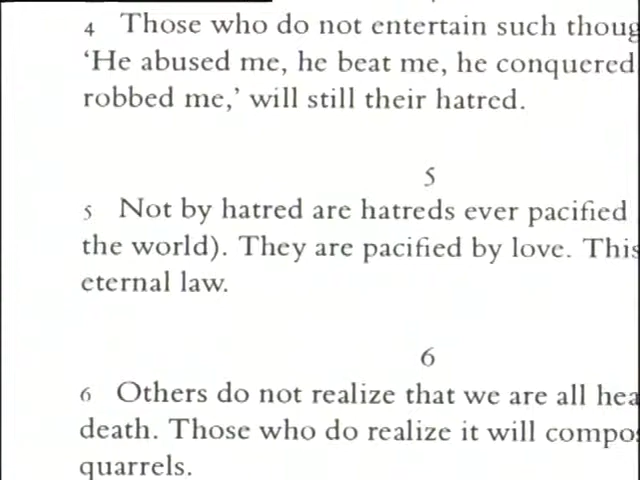 4 Those who do not entertain such
‘He abused me, he beat me, he conquered
robbed me,’ will still their hatred.
5
5 Not by hatred are hatreds ever pacified
the world). They are pacified by love. This
eternal law.
6
6 Others do not realize that we are all
death. Those who do realize it will
quarrels.